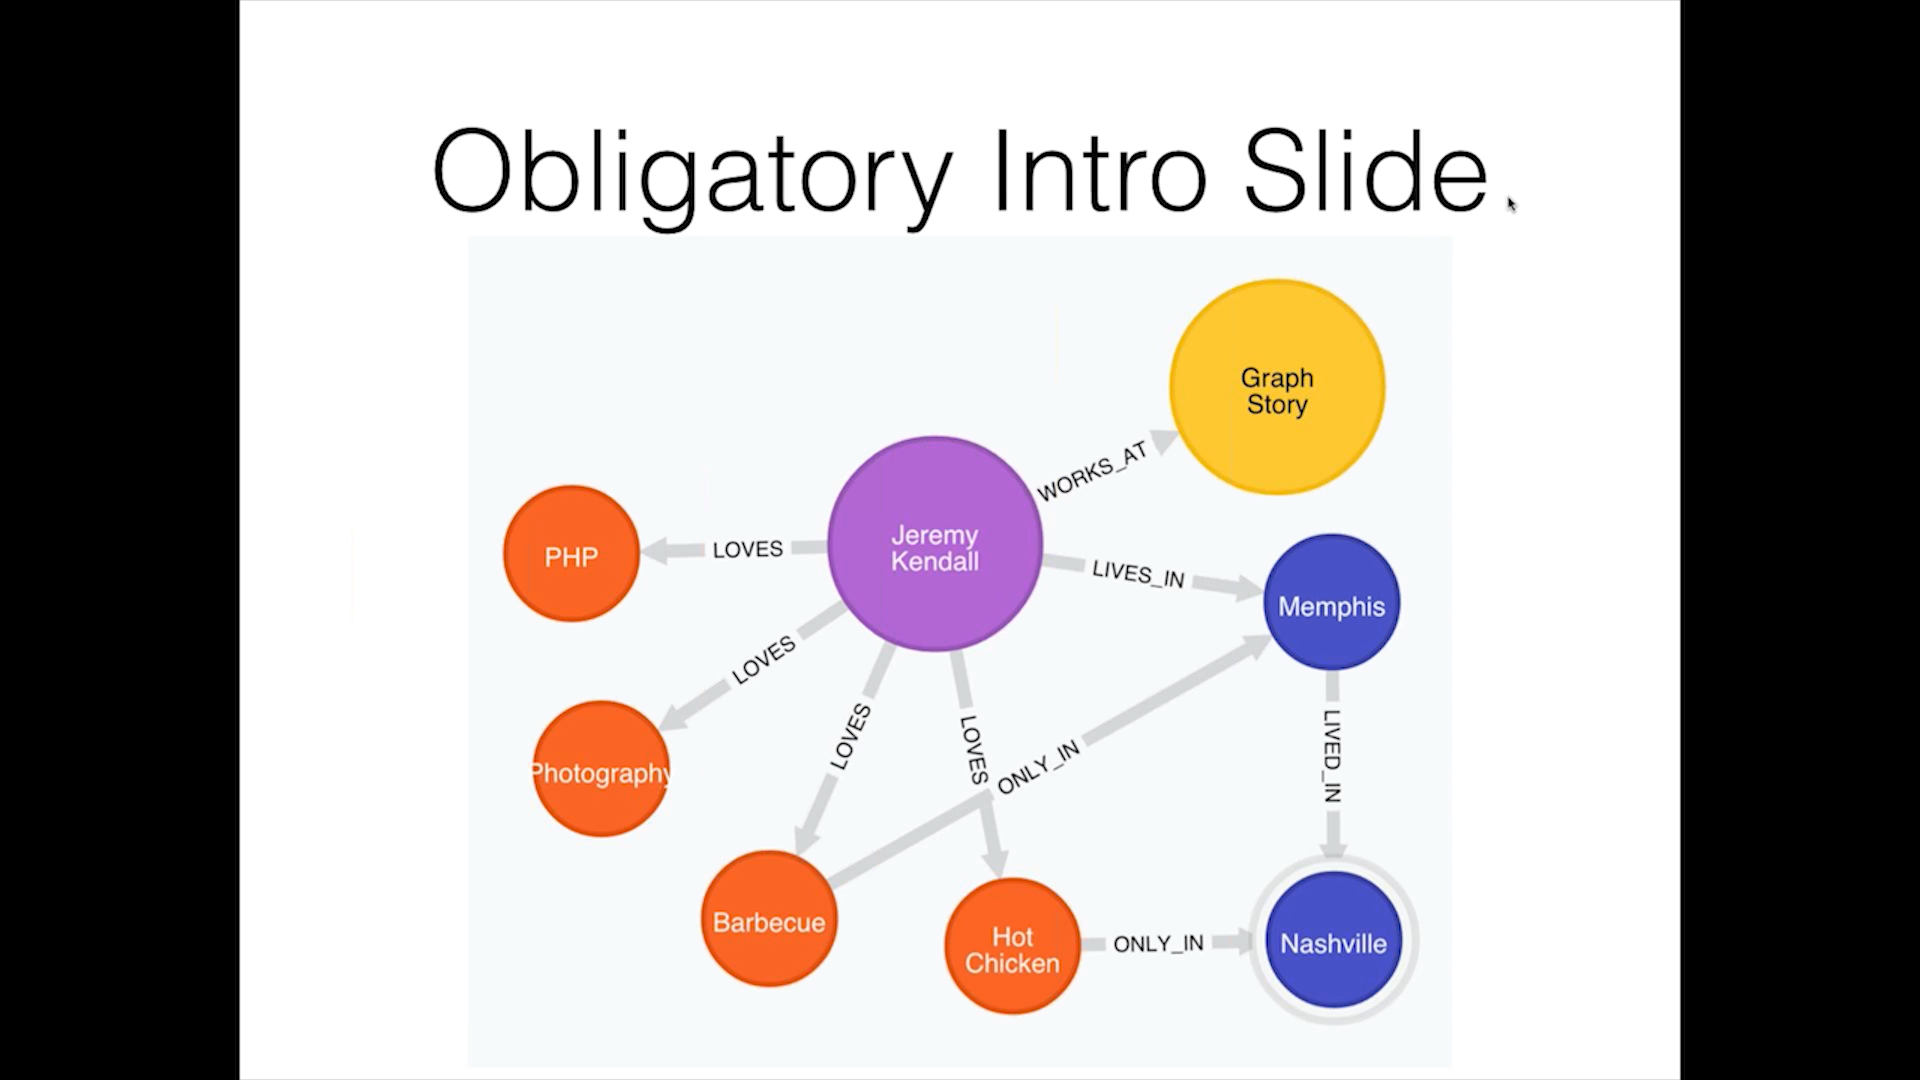 Obligatory Intro Slide
Graph
Story
WORKS_AT
Jeremy
Kendall
PHP
LOVES
LIVES_IN
Memphis
LOVES
Photography
LOVES
LOVES
ONLY_IN
LIVED_IN
Barbecue
Hot
Chicken
ONLY_IN
Nashville